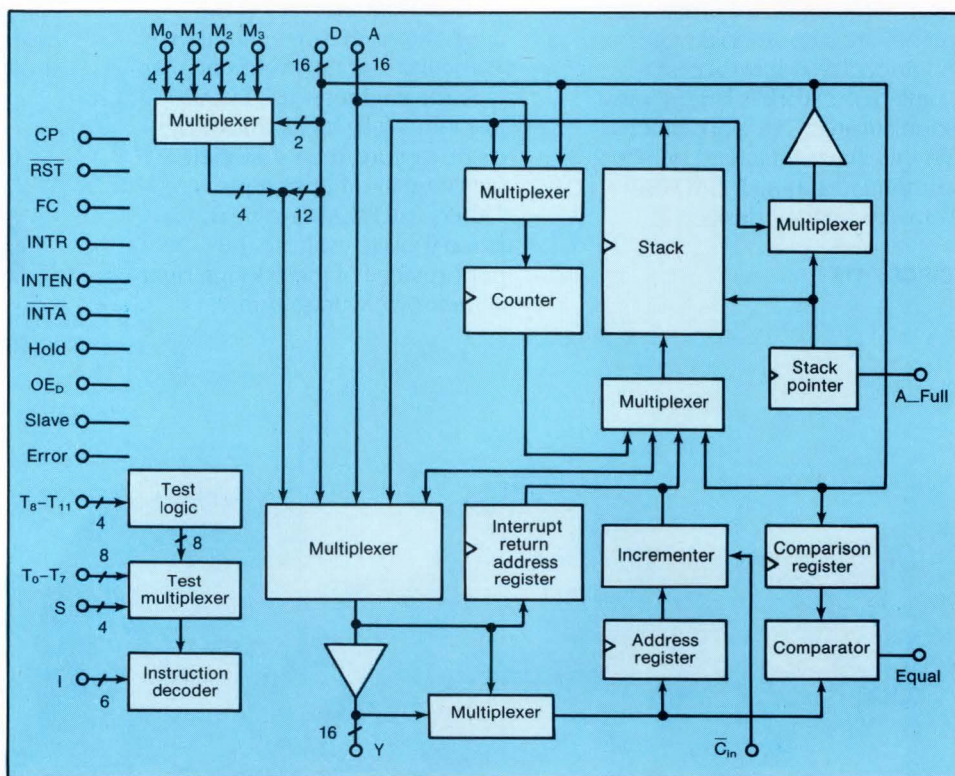 M0 M1 M2 M3 D A
4 4 4 4 16 16
Multiplexer
2
4 12
CP
RST
FC
INTR
INTEN
INTA
Hold
OED
Slave
Error
Multiplexer
Counter
Stack
Multiplexer
Stack
pointer
A_Full
Multiplexer
T8–T11
4
Test
logic
8
T0–T7
8
S
4
Test
multiplexer
I
6
Instruction
decoder
Multiplexer
Interrupt
return
address
register
Incrementer
Comparison
register
Address
register
Comparator
Equal
Multiplexer
16
Y
C̅in